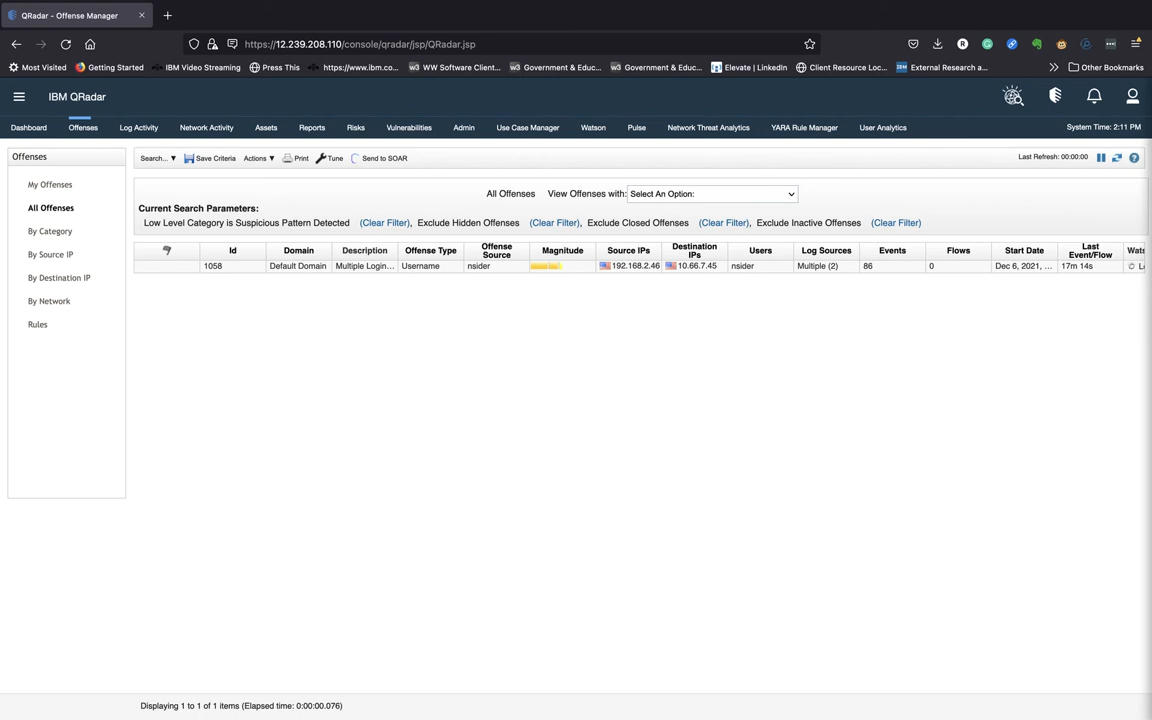 QRadar - Offense Manager
https://12.239.208.110/console/qradar/jsp/QRadar.jsp
Most Visited Getting Started IBM Video Streaming Press This https://www.ibm.co... WW Software Client... Government & Educ... Government & Educ... Elevate | LinkedIn Client Resource Loc... External Research a... Other Bookmarks
IBM QRadar
Dashboard Offenses Log Activity Network Activity Assets Reports Risks Vulnerabilities Admin Use Case Manager Watson Pulse Network Threat Analytics YARA Rule Manager User Analytics System Time: 2:11 PM
Offenses
Search... Save Criteria Actions Print Tune Send to SOAR Last Refresh: 00:00:00
My Offenses
All Offenses
By Category
By Source IP
By Destination IP
By Network
Rules
All Offenses View Offenses with: Select An Option:
Current Search Parameters:
Low Level Category is Suspicious Pattern Detected (Clear Filter), Exclude Hidden Offenses (Clear Filter), Exclude Closed Offenses (Clear Filter), Exclude Inactive Offenses (Clear Filter)
Id Domain Description Offense Type Offense Source Magnitude Source IPs Destination IPs Users Log Sources Events Flows Start Date Last Event/Flow
1058 Default Domain Multiple Login... Username nsider 192.168.2.46 10.66.7.45 nsider Multiple (2) 86 0 Dec 6, 2021, ... 17m 14s
Displaying 1 to 1 of 1 items (Elapsed time: 0:00:00.076)